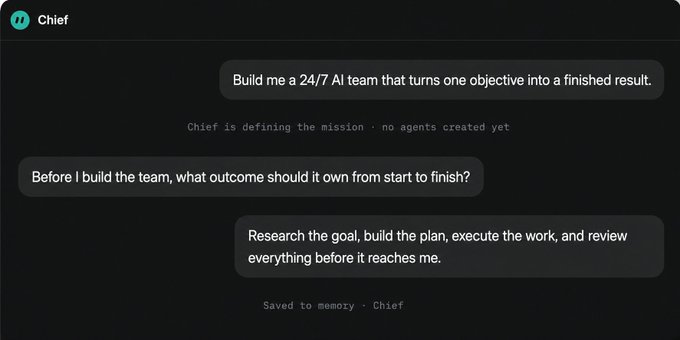 Chief
Build me a 24/7 AI team that turns one objective into a finished result.
Chief is defining the mission · no agents created yet
Before I build the team, what outcome should it own from start to finish?
Research the goal, build the plan, execute the work, and review
everything before it reaches me.
Saved to memory · Chief